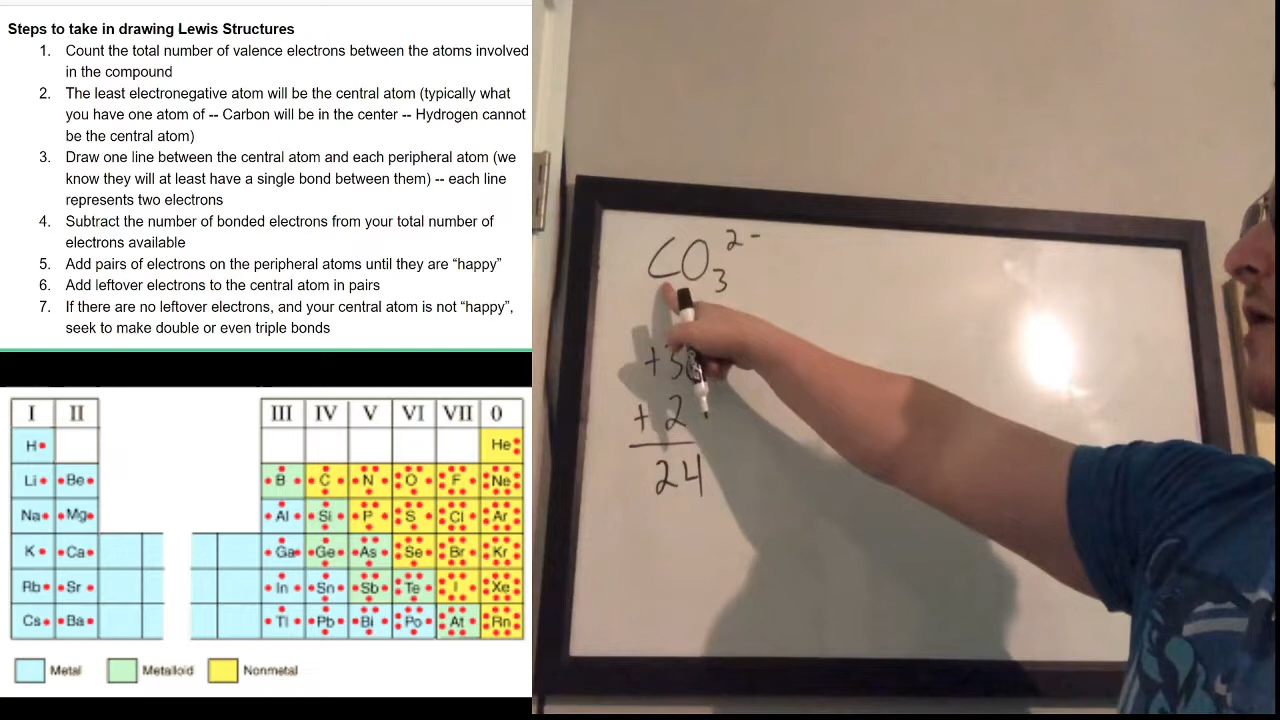 Steps to take in drawing Lewis Structures
1. Count the total number of valence electrons between the atoms involved
in the compound
2. The least electronegative atom will be the central atom (typically what
you have one atom of -- Carbon will be in the center -- Hydrogen cannot
be the central atom)
3. Draw one line between the central atom and each peripheral atom (we
know they will at least have a single bond between them) -- each line
represents two electrons
4. Subtract the number of bonded electrons from your total number of
electrons available
5. Add pairs of electrons on the peripheral atoms until they are “happy”
6. Add leftover electrons to the central atom in pairs
7. If there are no leftover electrons, and your central atom is not “happy”,
seek to make double or even triple bonds
I II III IV V VI VII 0
H He
Li Be B C N O F Ne
Na Mg Al Si P S Cl Ar
K Ca Ga Ge As Se Br Kr
Rb Sr In Sn Sb Te I Xe
Cs Ba Tl Pb Bi Po At Rn
Metal Metalloid Nonmetal
CO3 2-
+ 2
24